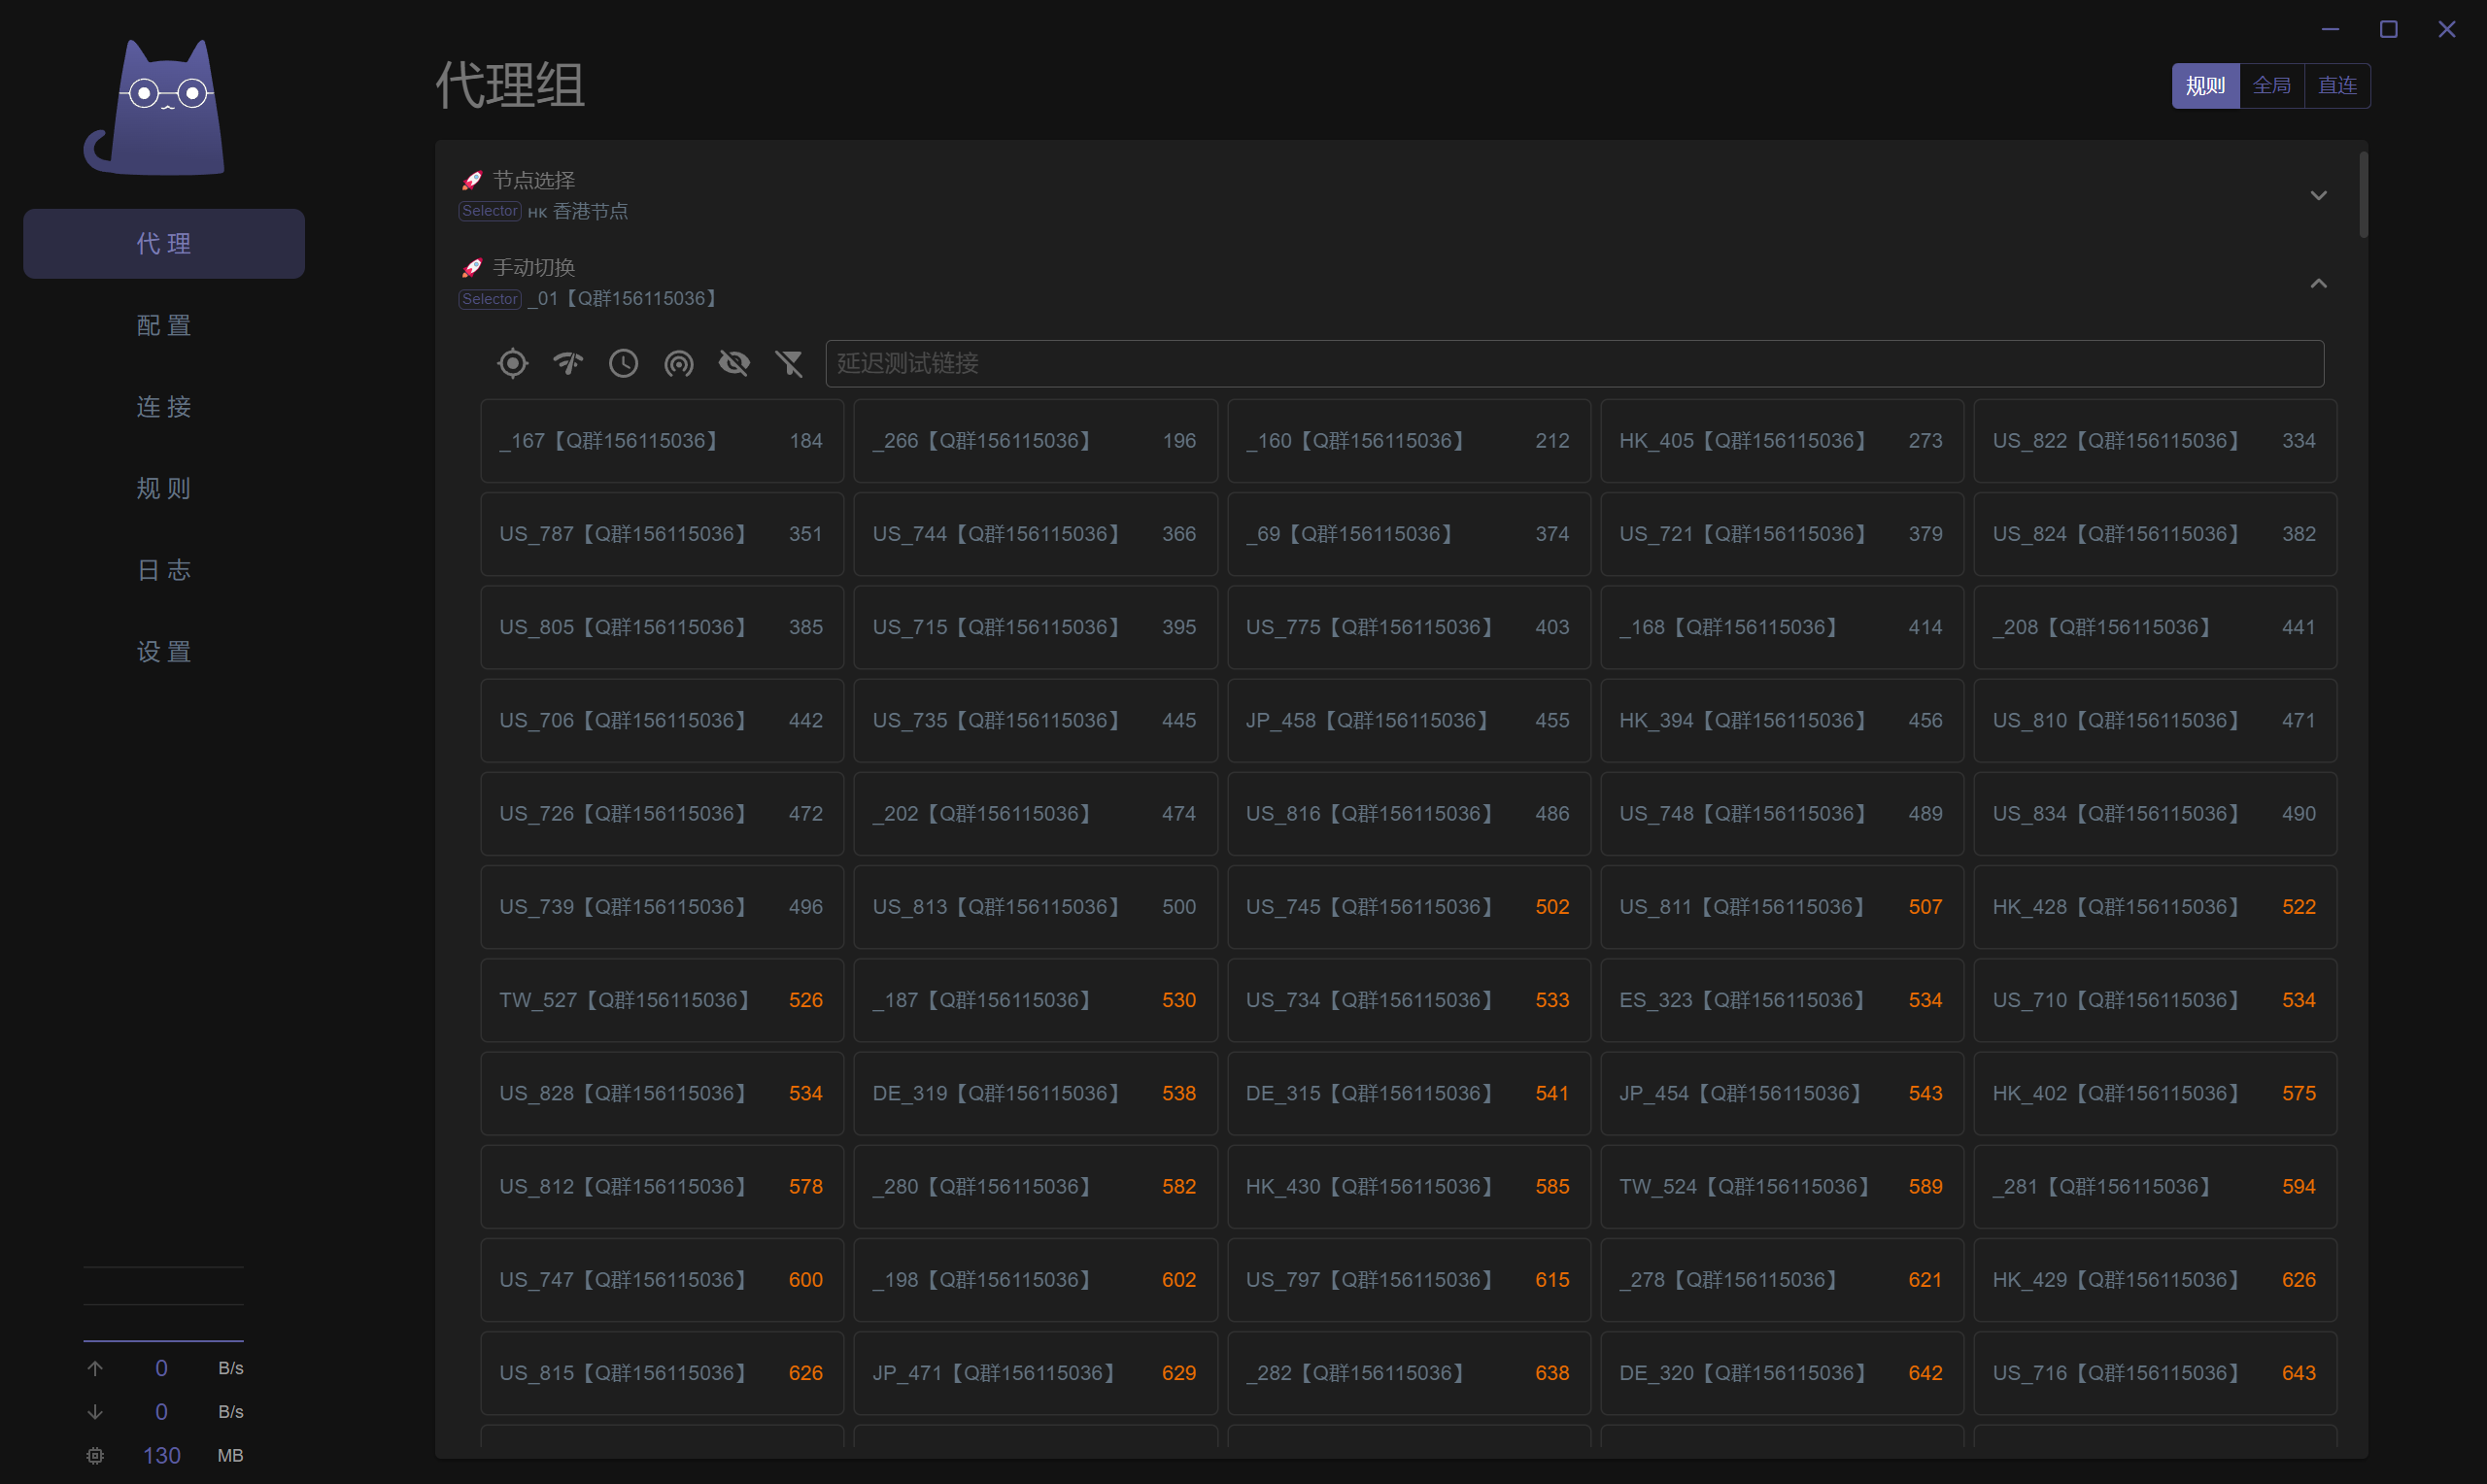 代理组
规则 全局 直连
代 理
配 置
连 接
规 则
日 志
设 置
🚀 节点选择
Selector HK 香港节点
🚀 手动切换
Selector _01【Q群156115036】
延迟测试链接
_167【Q群156115036】 184 _266【Q群156115036】 196 _160【Q群156115036】 212 HK_405【Q群156115036】 273 US_822【Q群156115036】 334
US_787【Q群156115036】 351 US_744【Q群156115036】 366 _69【Q群156115036】 374 US_721【Q群156115036】 379 US_824【Q群156115036】 382
US_805【Q群156115036】 385 US_715【Q群156115036】 395 US_775【Q群156115036】 403 _168【Q群156115036】 414 _208【Q群156115036】 441
US_706【Q群156115036】 442 US_735【Q群156115036】 445 JP_458【Q群156115036】 455 HK_394【Q群156115036】 456 US_810【Q群156115036】 471
US_726【Q群156115036】 472 _202【Q群156115036】 474 US_816【Q群156115036】 486 US_748【Q群156115036】 489 US_834【Q群156115036】 490
US_739【Q群156115036】 496 US_813【Q群156115036】 500 US_745【Q群156115036】 502 US_811【Q群156115036】 507 HK_428【Q群156115036】 522
TW_527【Q群156115036】 526 _187【Q群156115036】 530 US_734【Q群156115036】 533 ES_323【Q群156115036】 534 US_710【Q群156115036】 534
US_828【Q群156115036】 534 DE_319【Q群156115036】 538 DE_315【Q群156115036】 541 JP_454【Q群156115036】 543 HK_402【Q群156115036】 575
US_812【Q群156115036】 578 _280【Q群156115036】 582 HK_430【Q群156115036】 585 TW_524【Q群156115036】 589 _281【Q群156115036】 594
US_747【Q群156115036】 600 _198【Q群156115036】 602 US_797【Q群156115036】 615 _278【Q群156115036】 621 HK_429【Q群156115036】 626
US_815【Q群156115036】 626 JP_471【Q群156115036】 629 _282【Q群156115036】 638 DE_320【Q群156115036】 642 US_716【Q群156115036】 643
0 B/s
0 B/s
130 MB